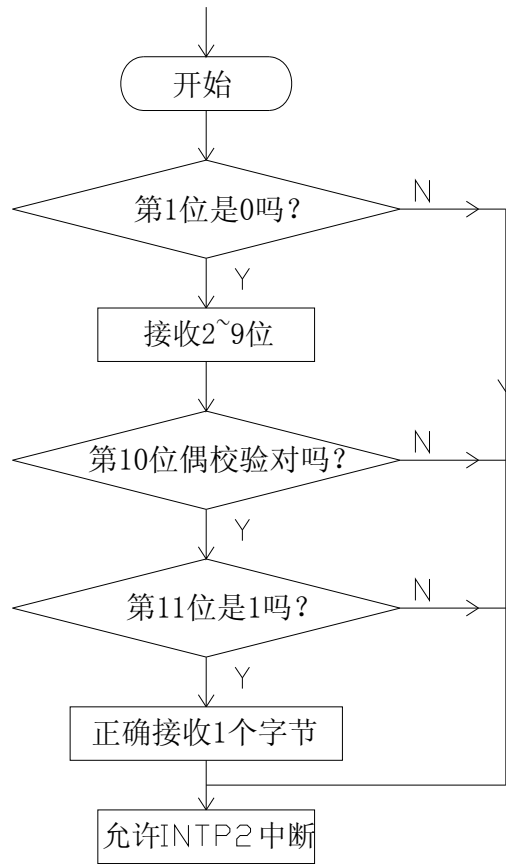 开始
第1位是0吗?
N
Y
接收2~9位
第10位偶校验对吗?
N
Y
第11位是1吗?
N
Y
正确接收1个字节
允许INTP2中断